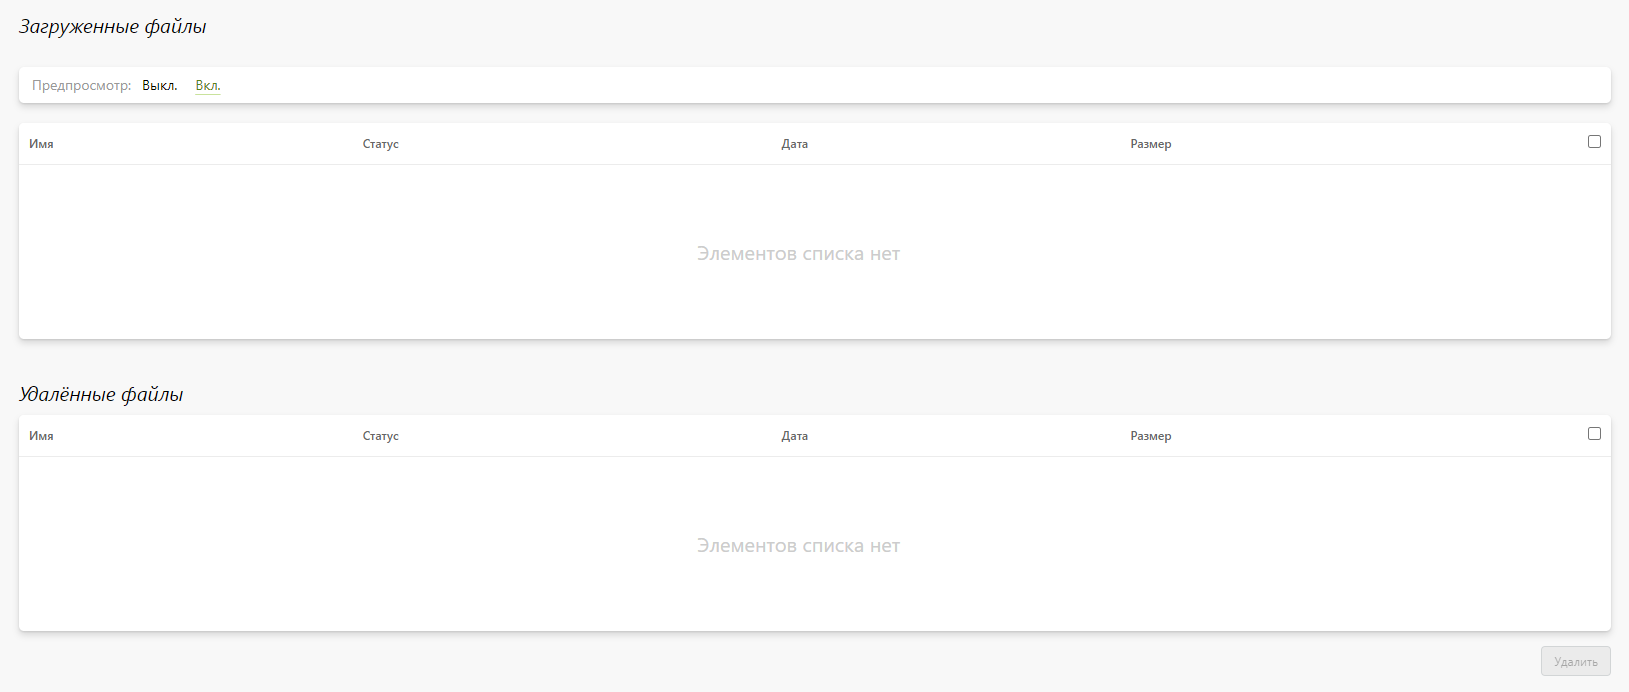 Загруженные файлы
Предпросмотр: Выкл. Вкл.
Имя Статус Дата Размер
Элементов списка нет
Удалённые файлы
Имя Статус Дата Размер
Элементов списка нет
Удалить